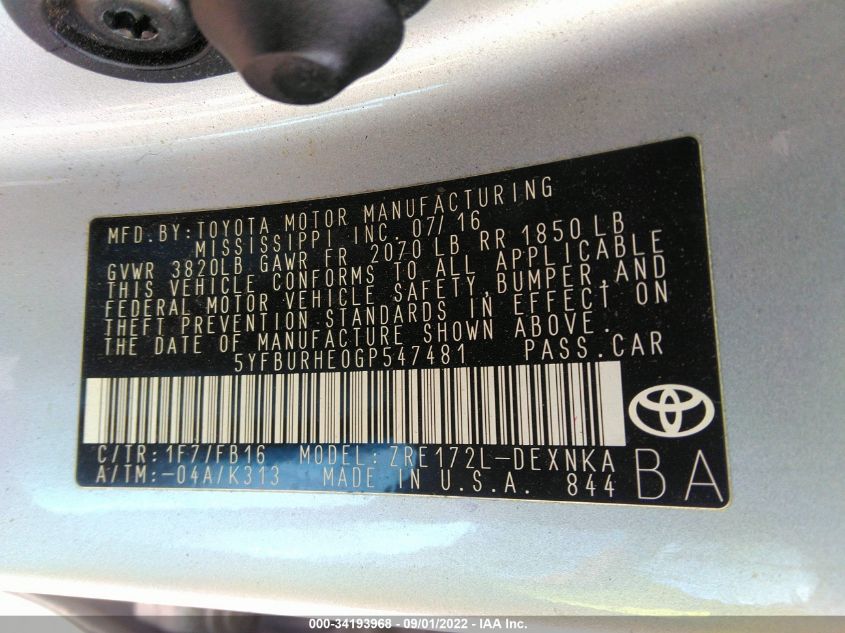 MFD.BY:TOYOTA MOTOR MANUFACTURING
MISSISSIPPI INC. 07/16
GVWR 3820LB GAWR FR 2070 LB RR 1850 LB
THIS VEHICLE CONFORMS TO ALL APPLICABLE
FEDERAL MOTOR VEHICLE SAFETY,BUMPER,AND
THEFT PREVENTION STANDARDS IN EFFECT ON
THE DATE OF MANUFACTURE SHOWN ABOVE.
5YFBURHE0GP547481 PASS.CAR
C/TR:1F7/FB16 MODEL:ZRE172L-DEXNKA
A/TM:-04A/K313 MADE IN U.S.A. 844
BA
000-34193968 - 09/01/2022 - IAA Inc.